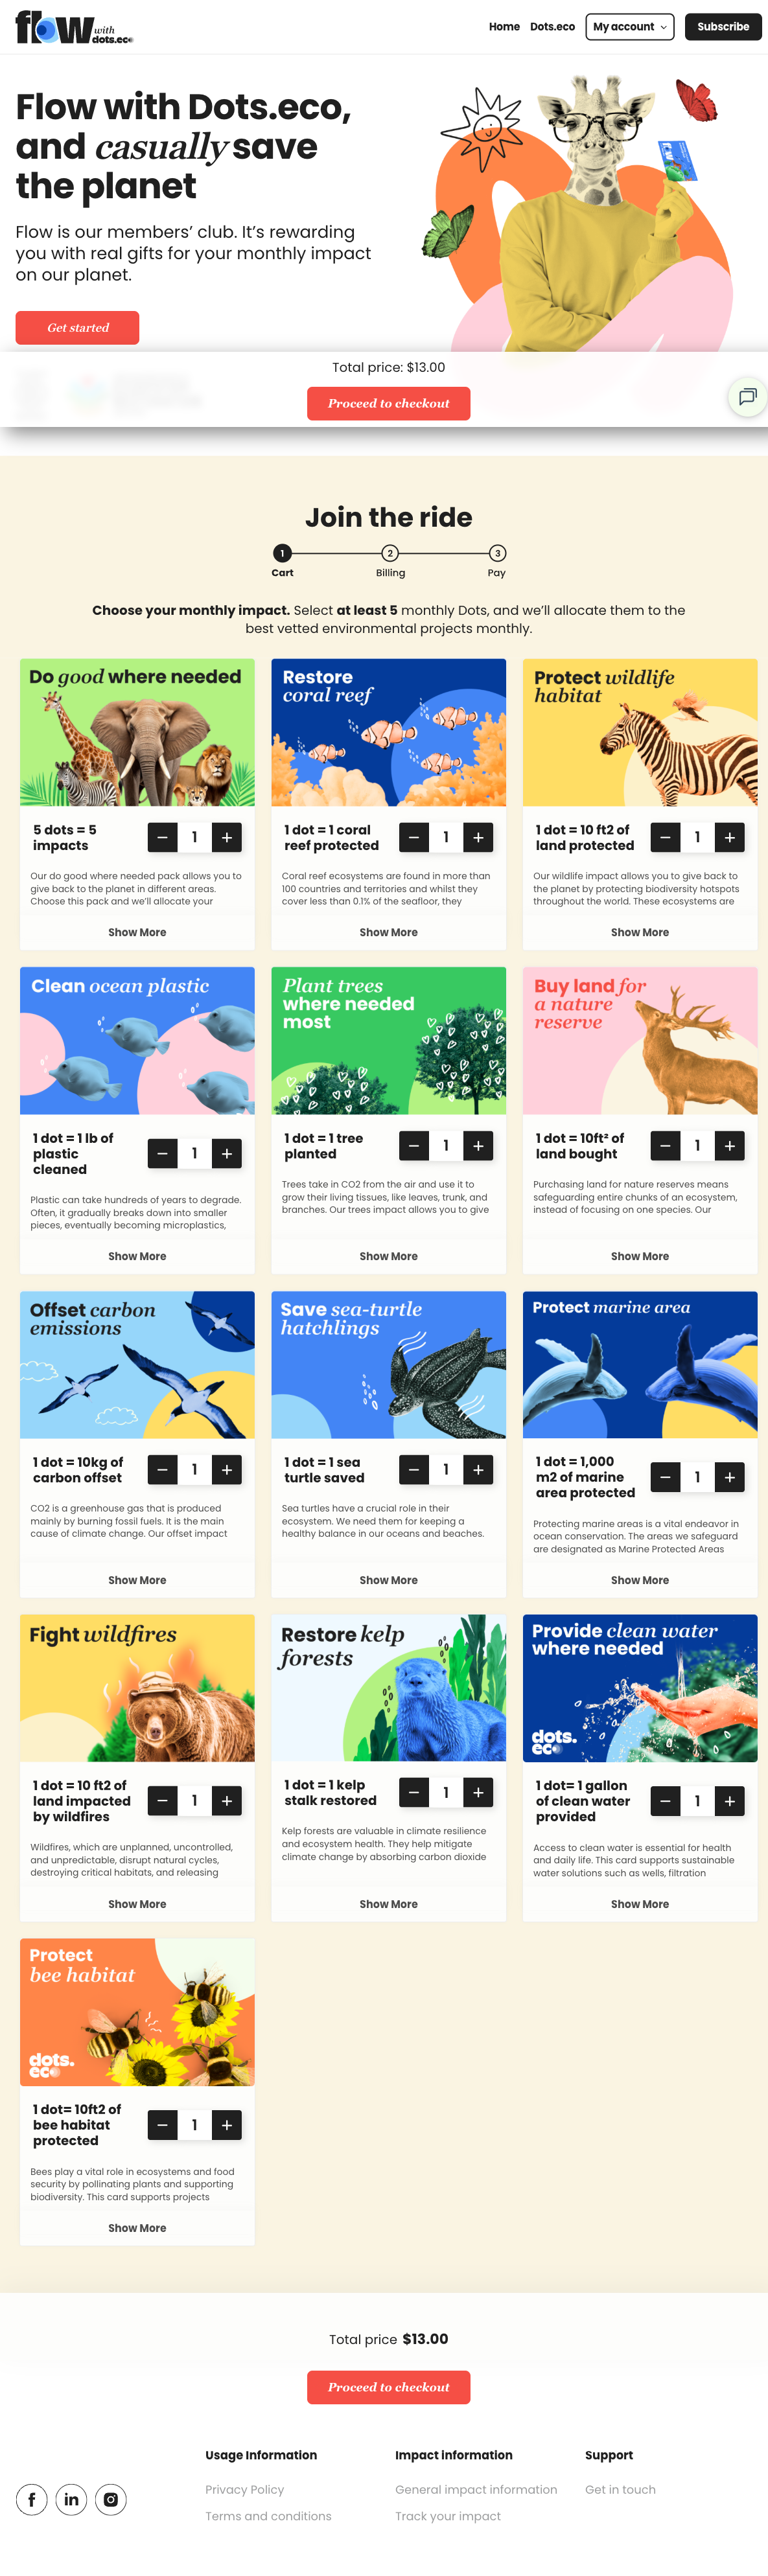 flow with dots.eco
Home Dots.eco My account Subscribe
Flow with Dots.eco,
and casually save
the planet
Flow is our members’ club. It’s rewarding
you with real gifts for your monthly impact
on our planet.
Get started
Total price: $13.00
Proceed to checkout
Join the ride
1 2 3
Cart Billing Pay
Choose your monthly impact. Select at least 5 monthly Dots, and we’ll allocate them to the
best vetted environmental projects monthly.
Do good where needed
5 dots = 5
impacts
− 1 +
Our do good where needed pack allows you to
give back to the planet in different areas.
Choose this pack and we’ll allocate your
Show More
Restore
coral reef
1 dot = 1 coral
reef protected
− 1 +
Coral reef ecosystems are found in more than
100 countries and territories and whilst they
cover less than 0.1% of the seafloor, they
Show More
Protect wildlife
habitat
1 dot = 10 ft2 of
land protected
− 1 +
Our wildlife impact allows you to give back to
the planet by protecting biodiversity hotspots
throughout the world. These ecosystems are
Show More
Clean ocean plastic
1 dot = 1 lb of
plastic
cleaned
− 1 +
Plastic can take hundreds of years to degrade.
Often, it gradually breaks down into smaller
pieces, eventually becoming microplastics,
Show More
Plant trees
where needed
most
1 dot = 1 tree
planted
− 1 +
Trees take in CO2 from the air and use it to
grow their living tissues, like leaves, trunk, and
branches. Our trees impact allows you to give
Show More
Buy land for
a nature
reserve
1 dot = 10ft² of
land bought
− 1 +
Purchasing land for nature reserves means
safeguarding entire chunks of an ecosystem,
instead of focusing on one species. Our
Show More
Offset carbon
emissions
1 dot = 10kg of
carbon offset
− 1 +
CO2 is a greenhouse gas that is produced
mainly by burning fossil fuels. It is the main
cause of climate change. Our offset impact
Show More
Save sea-turtle
hatchlings
1 dot = 1 sea
turtle saved
− 1 +
Sea turtles have a crucial role in their
ecosystem. We need them for keeping a
healthy balance in our oceans and beaches.
Show More
Protect marine area
1 dot = 1,000
m2 of marine
area protected
− 1 +
Protecting marine areas is a vital endeavor in
ocean conservation. The areas we safeguard
are designated as Marine Protected Areas
Show More
Fight wildfires
1 dot = 10 ft2 of
land impacted
by wildfires
− 1 +
Wildfires, which are unplanned, uncontrolled,
and unpredictable, disrupt natural cycles,
destroying critical habitats, and releasing
Show More
Restore kelp
forests
1 dot = 1 kelp
stalk restored
− 1 +
Kelp forests are valuable in climate resilience
and ecosystem health. They help mitigate
climate change by absorbing carbon dioxide
Show More
Provide clean water
where needed
dots.
eco
1 dot= 1 gallon
of clean water
provided
− 1 +
Access to clean water is essential for health
and daily life. This card supports sustainable
water solutions such as wells, filtration
Show More
Protect
bee habitat
dots.
eco
1 dot= 10ft2 of
bee habitat
protected
− 1 +
Bees play a vital role in ecosystems and food
security by pollinating plants and supporting
biodiversity. This card supports projects
Show More
Total price $13.00
Proceed to checkout
Usage Information
Privacy Policy
Terms and conditions
Impact information
General impact information
Track your impact
Support
Get in touch